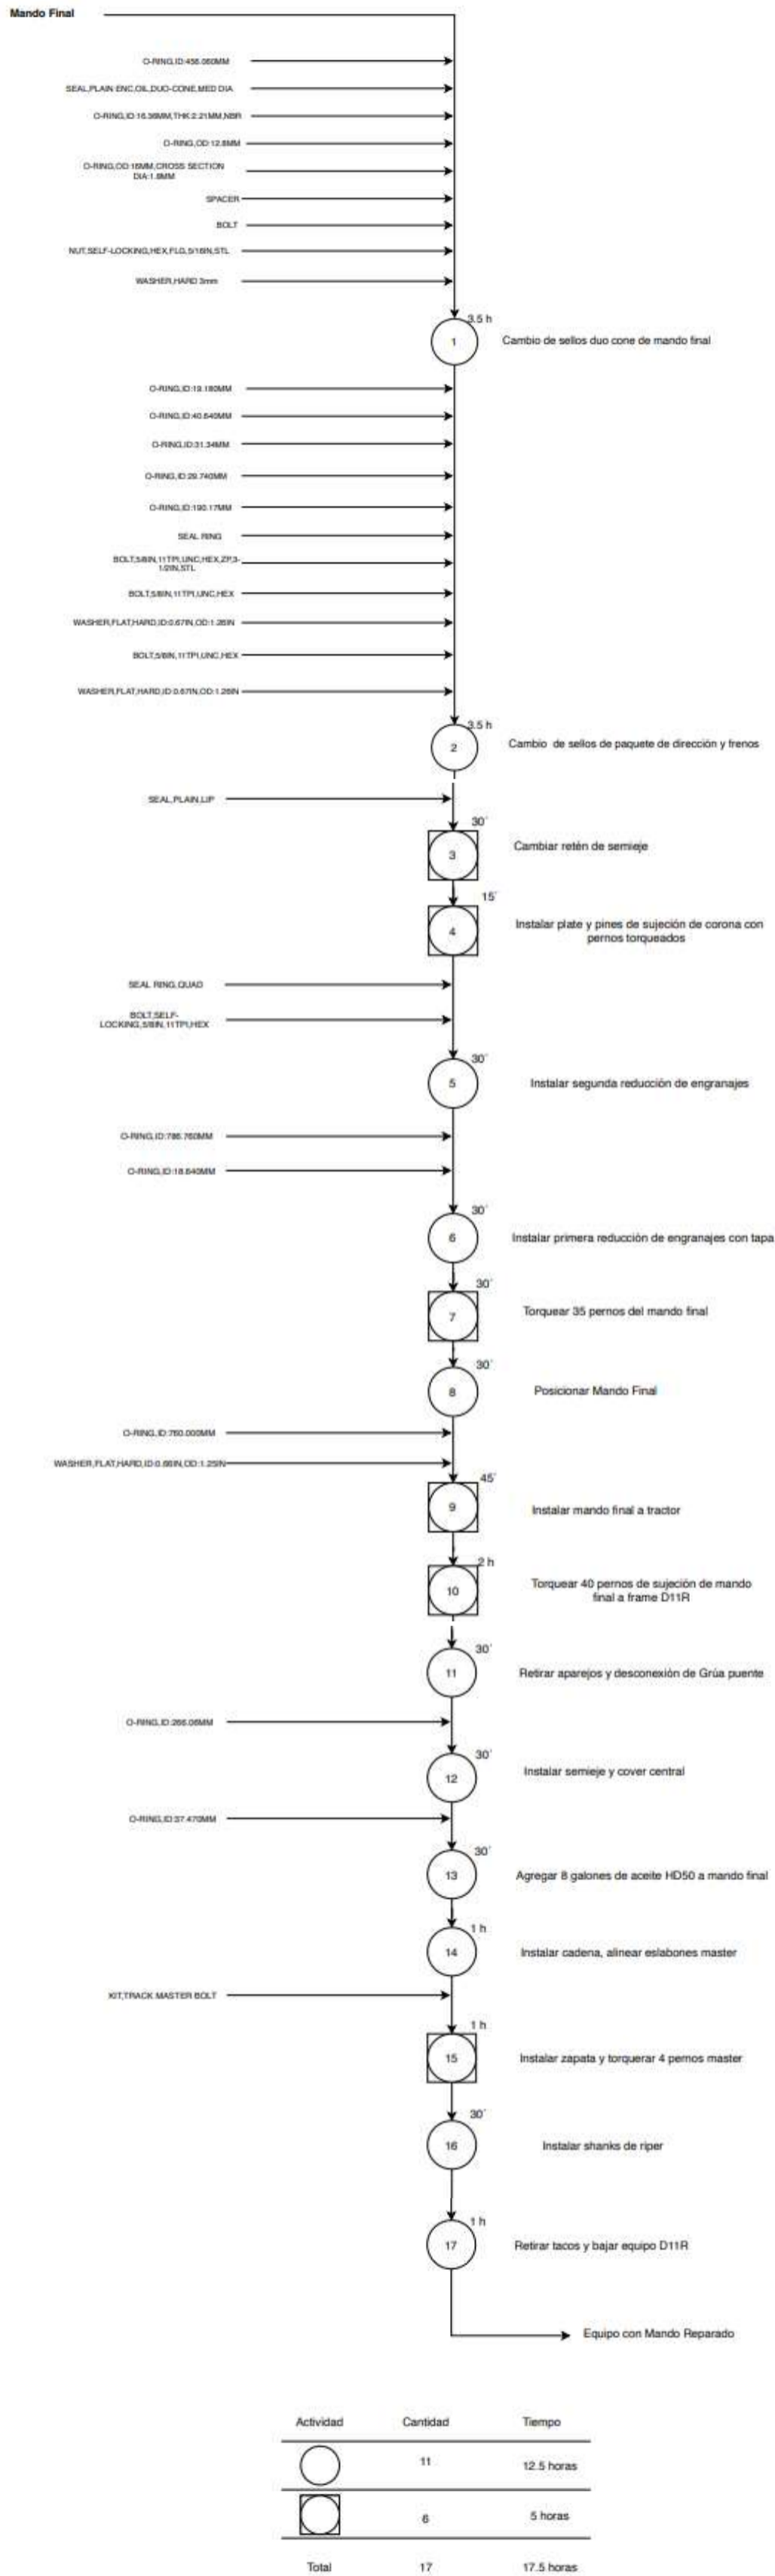 Mando Final
O-RING,ID:456.060MM
SEAL,PLAIN ENC,OIL,DUO-CONE,MED DIA
O-RING,ID:16.36MM,THK:2.21MM,NBR
O-RING,OD:12.8MM
O-RING,OD:16MM,CROSS SECTION
DIA:1.8MM
SPACER
BOLT
NUT,SELF-LOCKING,HEX,FLG,5/16IN,STL
WASHER,HARD 3mm
3.5 h
1
Cambio de sellos duo cone de mando final
O-RING,ID:19.180MM
O-RING,ID:40.640MM
O-RING,ID:31.34MM
O-RING,ID:29.740MM
O-RING,ID:190.17MM
SEAL RING
BOLT,5/8IN,11TPI,UNC,HEX,ZP,3-
1/2IN,STL
BOLT,5/8IN,11TPI,UNC,HEX
WASHER,FLAT,HARD,ID:0.67IN,OD:1.26IN
BOLT,5/8IN,11TPI,UNC,HEX
WASHER,FLAT,HARD,ID:0.67IN,OD:1.26IN
3.5 h
2
Cambio de sellos de paquete de dirección y frenos
SEAL,PLAIN,LIP
30´
3
Cambiar retén de semieje
15´
4
Instalar plate y pines de sujeción de corona con
pernos torqueados
SEAL RING,QUAD
BOLT,SELF-
LOCKING,5/8IN,11TPI,HEX
30´
5
Instalar segunda reducción de engranajes
O-RING,ID:786.760MM
O-RING,ID:18.640MM
30´
6
Instalar primera reducción de engranajes con tapa
30´
7
Torquear 35 pernos del mando final
30´
8
Posicionar Mando Final
O-RING,ID:760.000MM
WASHER,FLAT,HARD,ID:0.66IN,OD:1.25IN
45´
9
Instalar mando final a tractor
2 h
10
Torquear 40 pernos de sujeción de mando
final a frame D11R
30´
11
Retirar aparejos y desconexión de Grúa puente
O-RING,ID:266.06MM
30´
12
Instalar semieje y cover central
O-RING,ID:37.470MM
30´
13
Agregar 8 galones de aceite HD50 a mando final
1 h
14
Instalar cadena, alinear eslabones master
KIT,TRACK MASTER BOLT
1 h
15
Instalar zapata y torquerar 4 pernos master
30´
16
Instalar shanks de riper
1 h
17
Retirar tacos y bajar equipo D11R
Equipo con Mando Reparado
Actividad Cantidad Tiempo
11 12.5 horas
6 5 horas
Total 17 17.5 horas